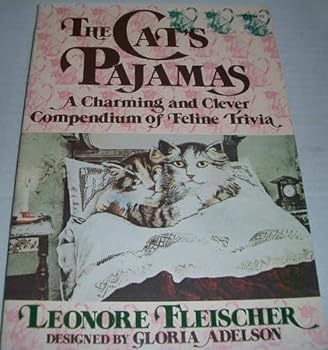 The Cat's
Pajamas
A Charming and Clever
Compendium of Feline Trivia
Leonore Fleischer
Designed by Gloria Adelson